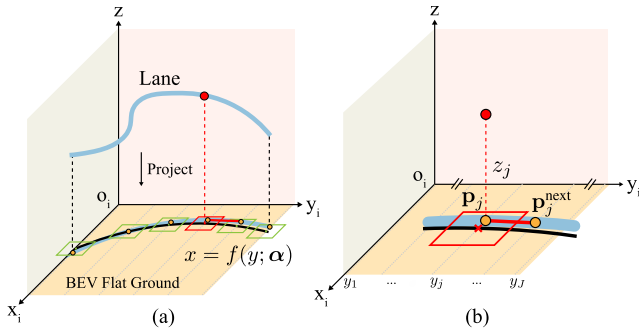 z
Lane
Project
o_i
y_i
x = f(y; α)
BEV Flat Ground
x_i
(a)
z
z_j
o_i
p_j
p_j^next
y_i
x_i
y_1 ... y_j ... y_J
(b)